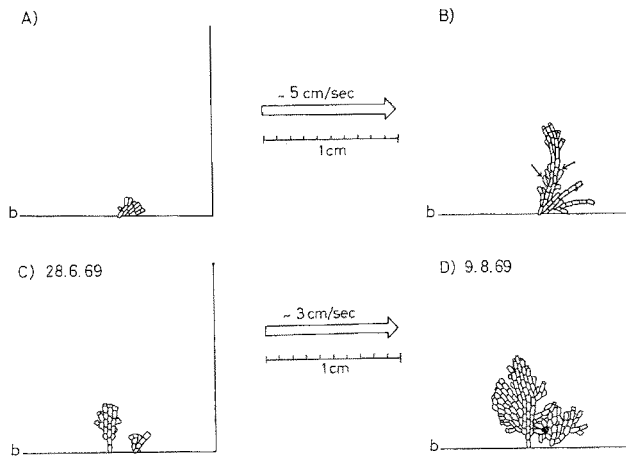 A)
B)
~ 5 cm/sec
1cm
b
b
C) 28.6.69
D) 9.8.69
~ 3 cm/sec
1cm
b
b